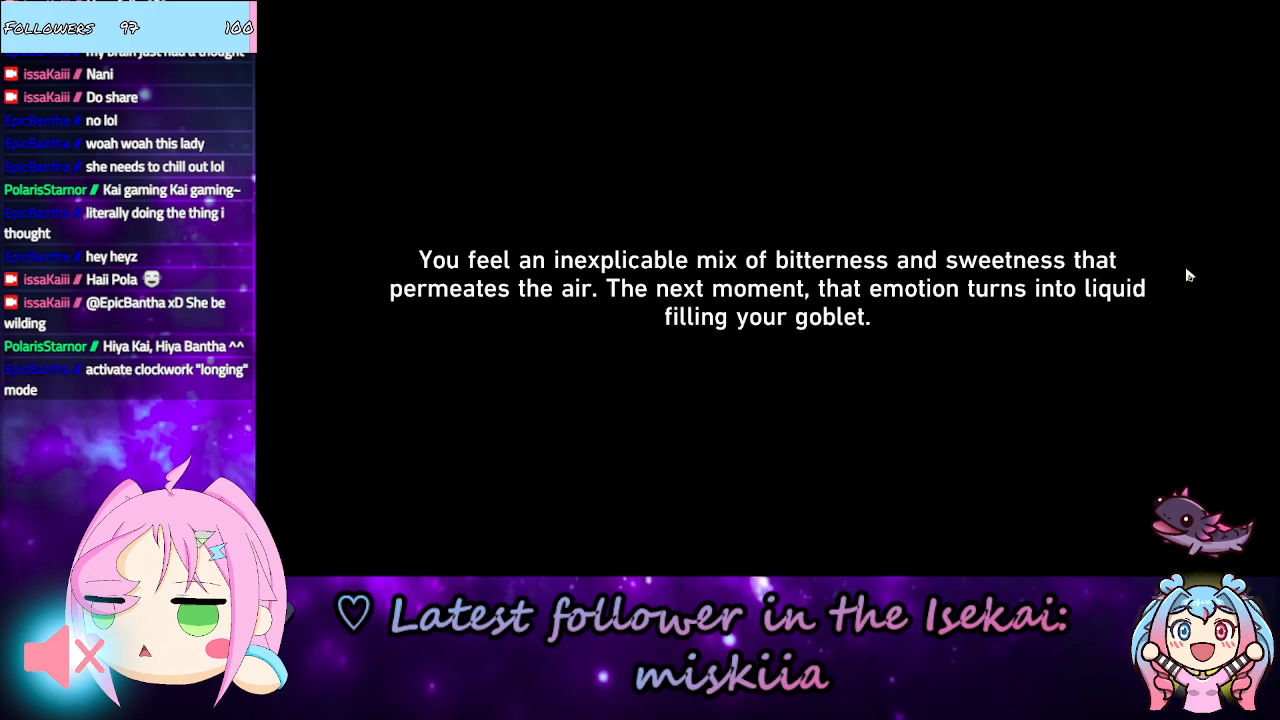 Followers 97 100
EpicBantha // my brain just had a thought
issaKaiii // Nani
issaKaiii // Do share
EpicBantha // no lol
EpicBantha // woah woah this lady
EpicBantha // she needs to chill out lol
PolarisStarnor // Kai gaming Kai gaming~
EpicBantha // literally doing the thing i
thought
EpicBantha // hey heyz
issaKaiii // Haii Pola
issaKaiii // @EpicBantha xD She be
wilding
PolarisStarnor // Hiya Kai, Hiya Bantha ^^
EpicBantha // activate clockwork "longing"
mode
You feel an inexplicable mix of bitterness and sweetness that
permeates the air. The next moment, that emotion turns into liquid
filling your goblet.
♡ Latest follower in the Isekai:
miskiia